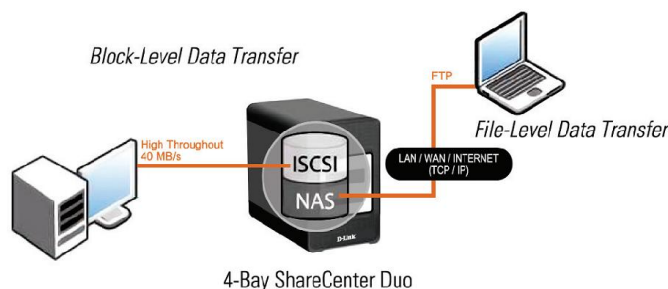 Block-Level Data Transfer
FTP
File-Level Data Transfer
High Throughout
40 MB/s
ISCSI
NAS
LAN / WAN / INTERNET
(TCP / IP)
D-Link
4-Bay ShareCenter Duo